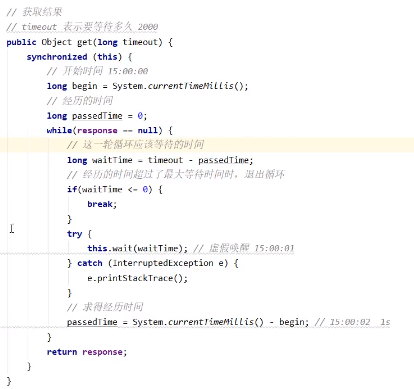 // 获取结果
// timeout 表示要等待多久 2000
public Object get(long timeout) {
synchronized (this) {
// 开始时间 15:00:00
long begin = System.currentTimeMillis();
// 经历的时间
long passedTime = 0;
while(response == null) {
// 这一轮循环应该等待的时间
long waitTime = timeout - passedTime;
// 经历的时间超过了最大等待时间时，退出循环
if(waitTime <= 0) {
break;
}
try {
this.wait(waitTime); // 虚假唤醒 15:00:01
} catch (InterruptedException e) {
e.printStackTrace();
}
// 求得经历时间
passedTime = System.currentTimeMillis() - begin; // 15:00:02 1s
}
return response;
}
}